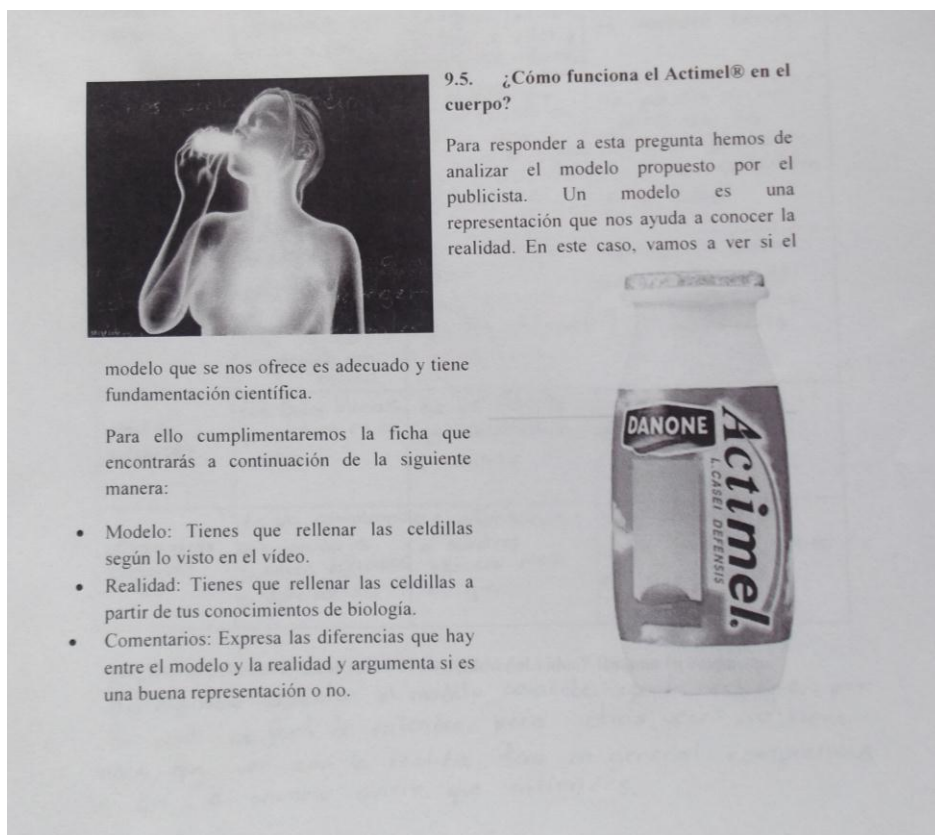 9.5. ¿Cómo funciona el Actimel® en el
cuerpo?
Para responder a esta pregunta hemos de
analizar el modelo propuesto por el
publicista. Un modelo es una
representación que nos ayuda a conocer la
realidad. En este caso, vamos a ver si el
modelo que se nos ofrece es adecuado y tiene
fundamentación científica.
Para ello cumplimentaremos la ficha que
encontrarás a continuación de la siguiente
manera:
• Modelo: Tienes que rellenar las celdillas
según lo visto en el vídeo.
• Realidad: Tienes que rellenar las celdillas a
partir de tus conocimientos de biología.
• Comentarios: Expresa las diferencias que hay
entre el modelo y la realidad y argumenta si es
una buena representación o no.
DANONE
Actimel.
L. CASEI DEFENSIS